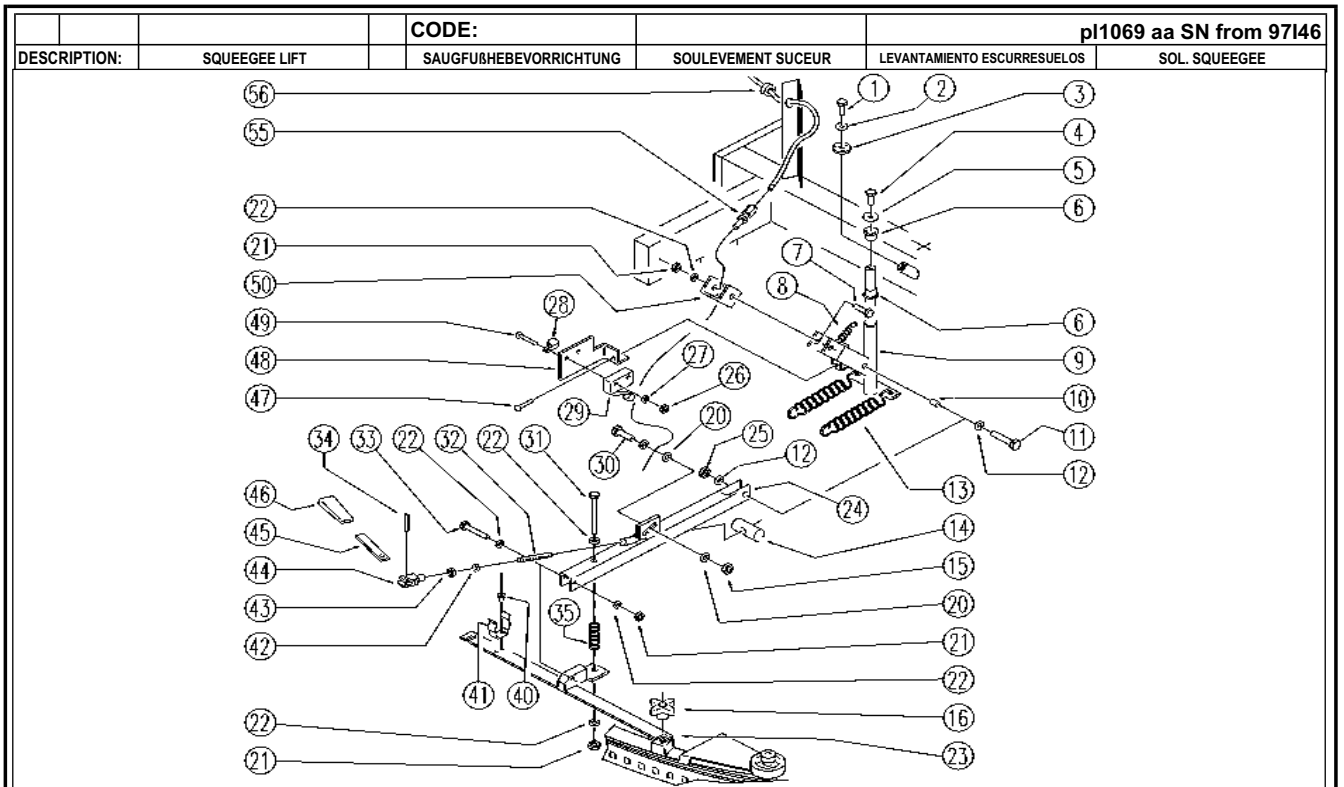 CODE: pl1069 aa SN from 97I46
DESCRIPTION: SQUEEGEE LIFT SAUGFUßHEBEVORRICHTUNG SOULEVEMENT SUCEUR LEVANTAMIENTO ESCURRESUELOS SOL. SQUEEGEE
56 1 2 3
55 4
22 5
21 7 6
50 8
49 28 6
48 27 9
47 26
29 20 10
34 33 22 32 22 31 30 25 12 11
12
46 24 13
45 14
44 15
43 35 20
42 21
41 40 22
22 16
21 23